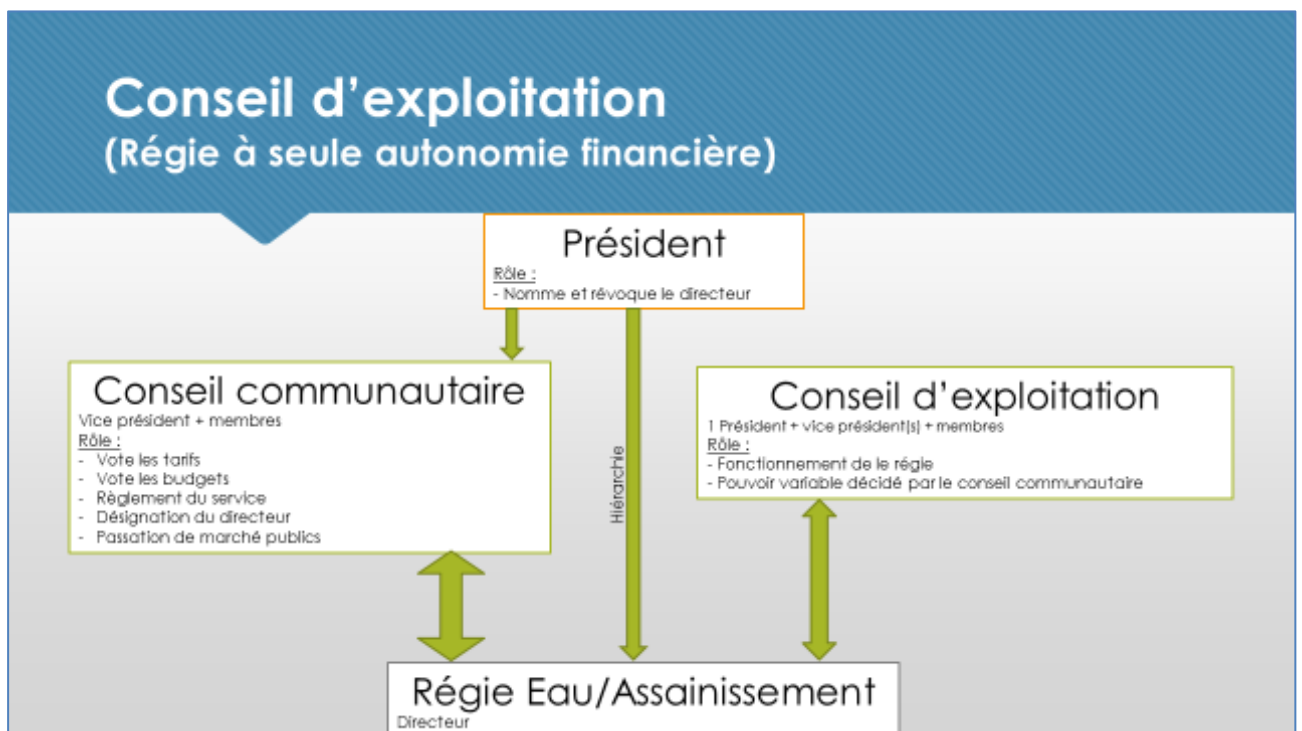 Conseil d'exploitation
(Régie à seule autonomie financière)
Président
Rôle :
- Nomme et révoque le directeur
Conseil communautaire
Vice président + membres
Rôle :
- Vote les tarifs
- Vote les budgets
- Règlement du service
- Désignation du directeur
- Passation de marché publics
Hiérarchie
Conseil d'exploitation
1 Président + vice président(s) + membres
Rôle :
- Fonctionnement de le régie
- Pouvoir variable décidé par le conseil communautaire
Régie Eau/Assainissement
Directeur